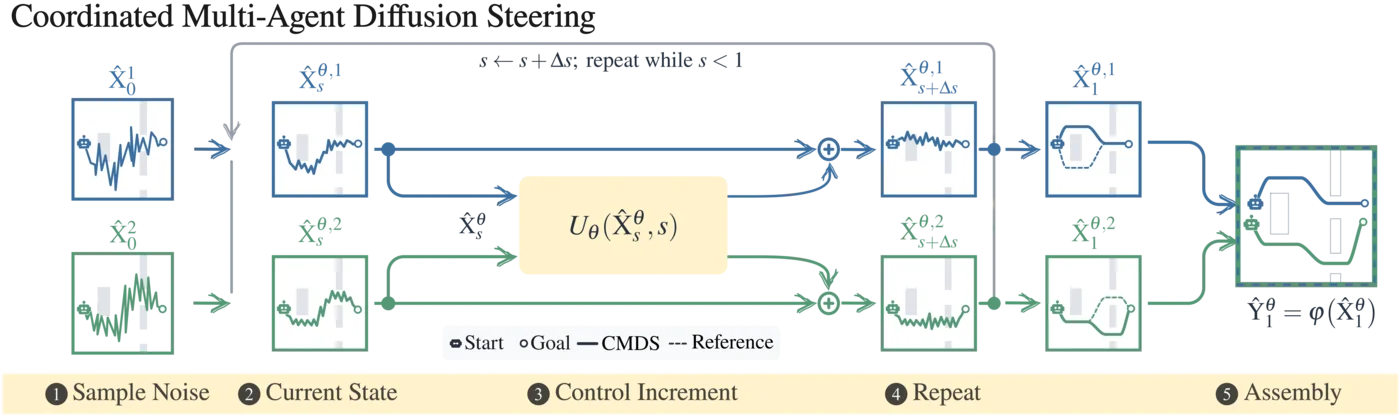 Coordinated Multi-Agent Diffusion Steering
s ← s + Δs; repeat while s < 1
X̂₀¹
X̂ₛ^{θ,1}
X̂_{s+Δs}^{θ,1}
X̂₁^{θ,1}
X̂ₛ^θ
U_θ(X̂ₛ^θ, s)
X̂₀²
X̂ₛ^{θ,2}
X̂_{s+Δs}^{θ,2}
X̂₁^{θ,2}
Ŷ₁^θ = φ(X̂₁^θ)
Start Goal CMDS Reference
1 Sample Noise 2 Current State 3 Control Increment 4 Repeat 5 Assembly